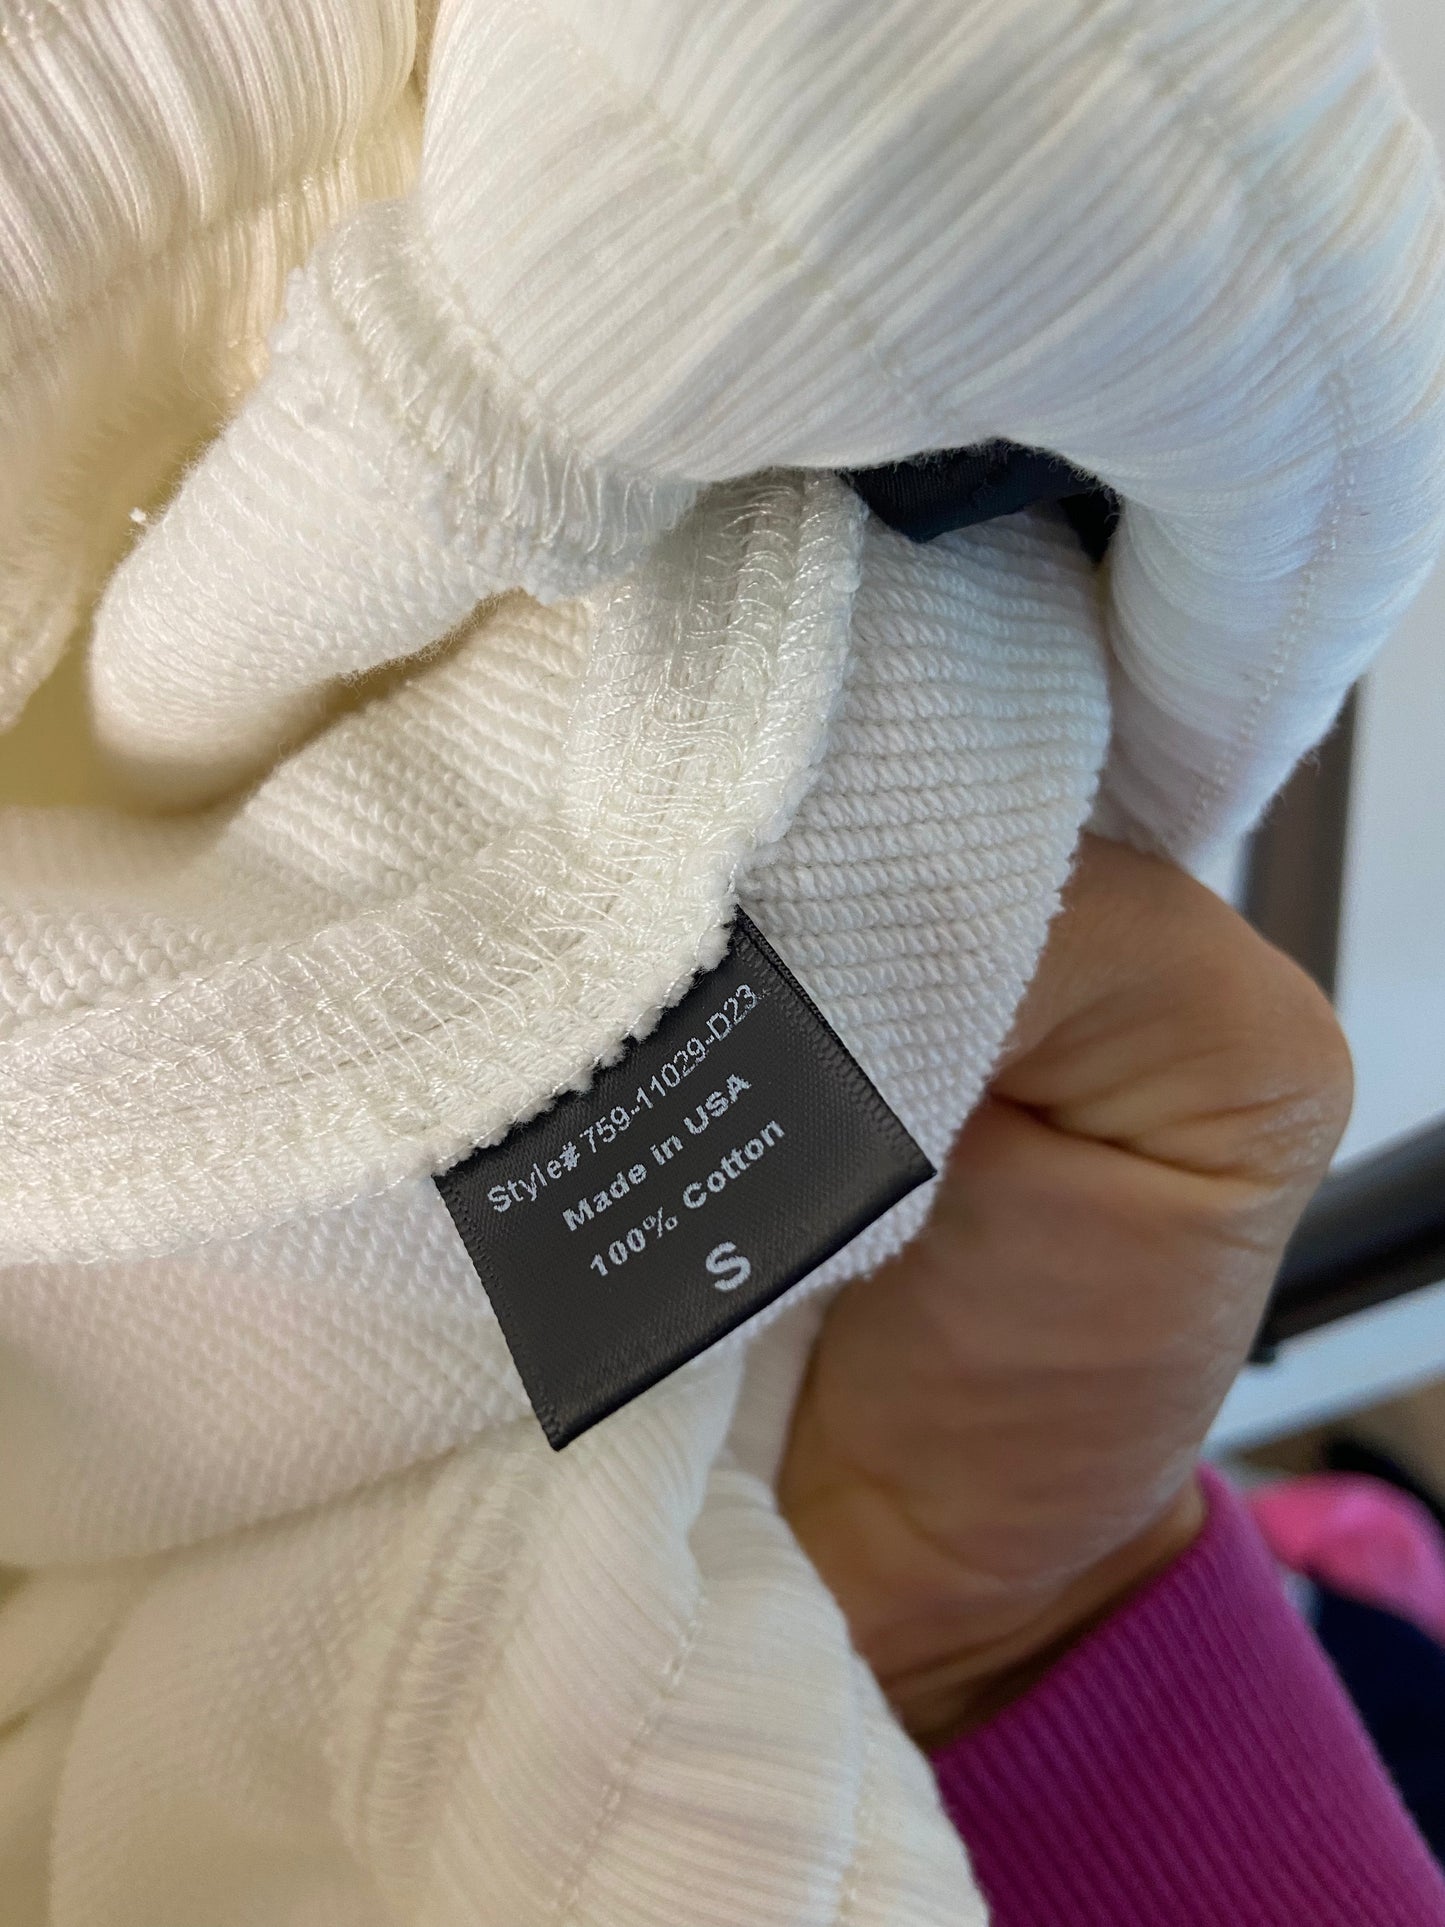 Style# 759-11029-D23
Made in USA
100% Cotton
S